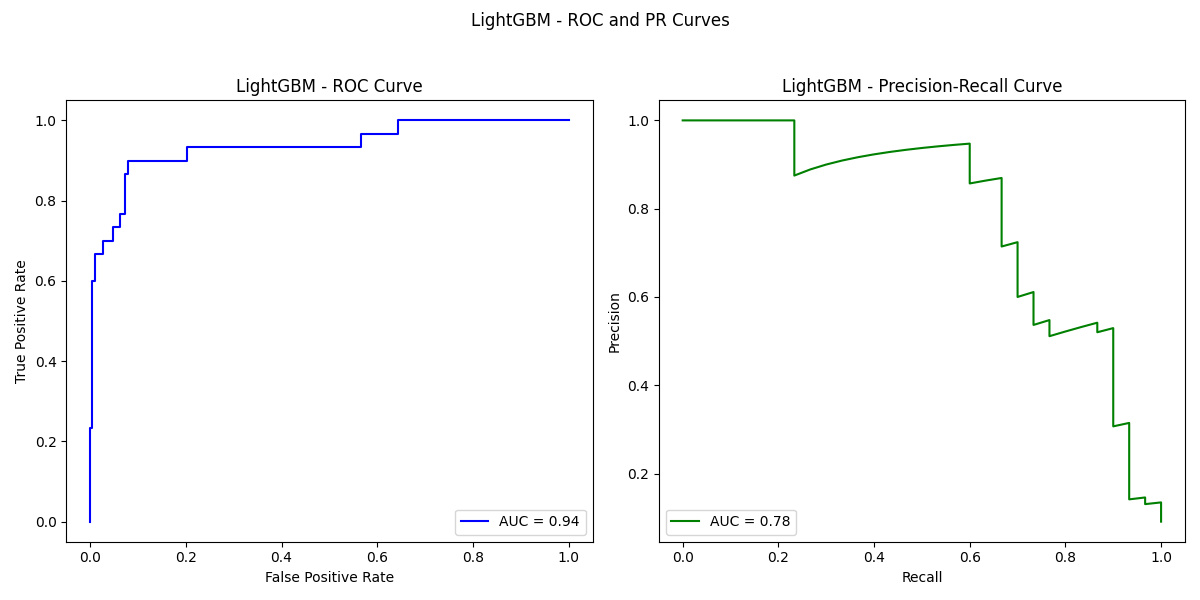 LightGBM - ROC and PR Curves
LightGBM - ROC Curve
1.0
0.8
0.6
0.4
0.2
0.0
True Positive Rate
0.0 0.2 0.4 0.6 0.8 1.0
False Positive Rate
AUC = 0.94
LightGBM - Precision-Recall Curve
1.0
0.8
0.6
0.4
0.2
Precision
0.0 0.2 0.4 0.6 0.8 1.0
Recall
AUC = 0.78